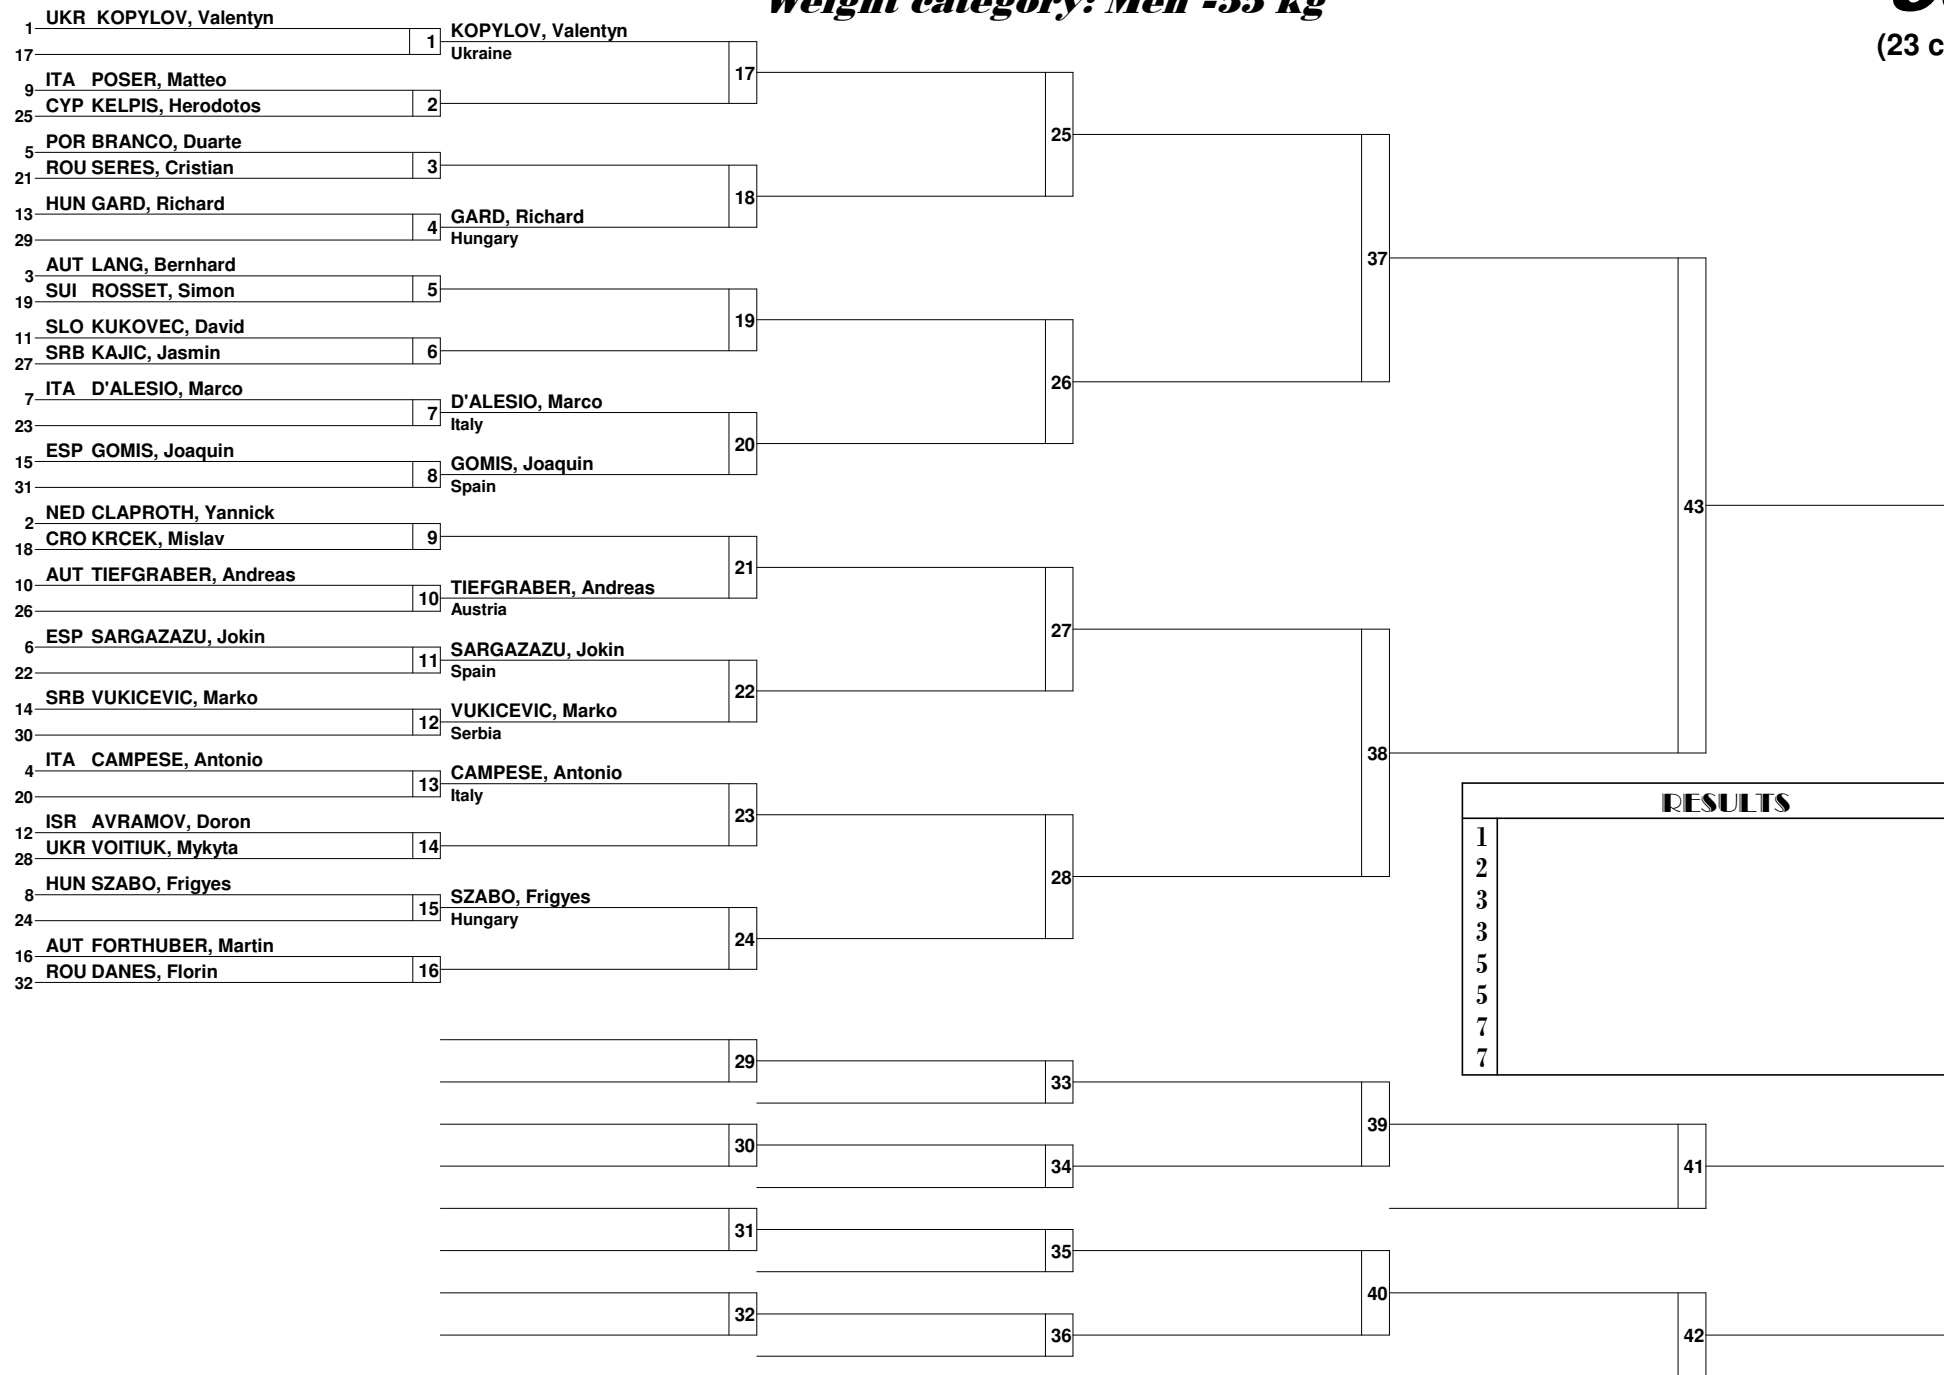 Weight category: Men -55 kg
(23 c
1 UKR KOPYLOV, Valentyn
17
1 KOPYLOV, Valentyn
Ukraine
9 ITA POSER, Matteo
25 CYP KELPIS, Herodotos
2
17
5 POR BRANCO, Duarte
21 ROU SERES, Cristian
3
13 HUN GARD, Richard
29
4 GARD, Richard
Hungary
18
25
3 AUT LANG, Bernhard
19 SUI ROSSET, Simon
5
11 SLO KUKOVEC, David
27 SRB KAJIC, Jasmin
6
19
7 ITA D'ALESIO, Marco
23
7 D'ALESIO, Marco
Italy
15 ESP GOMIS, Joaquin
31
8 GOMIS, Joaquin
Spain
20
26
37
2 NED CLAPROTH, Yannick
18 CRO KRCEK, Mislav
9
10 AUT TIEFGRABER, Andreas
26
10 TIEFGRABER, Andreas
Austria
21
6 ESP SARGAZAZU, Jokin
22
11 SARGAZAZU, Jokin
Spain
14 SRB VUKICEVIC, Marko
30
12 VUKICEVIC, Marko
Serbia
22
27
4 ITA CAMPESE, Antonio
20
13 CAMPESE, Antonio
Italy
12 ISR AVRAMOV, Doron
28 UKR VOITIUK, Mykyta
14
23
8 HUN SZABO, Frigyes
24
15 SZABO, Frigyes
Hungary
16 AUT FORTHUBER, Martin
32 ROU DANES, Florin
16
24
28
38
43
RESULTS
1
2
3
3
5
5
7
7
29
33
30
34
39
41
31
35
32
36
40
42